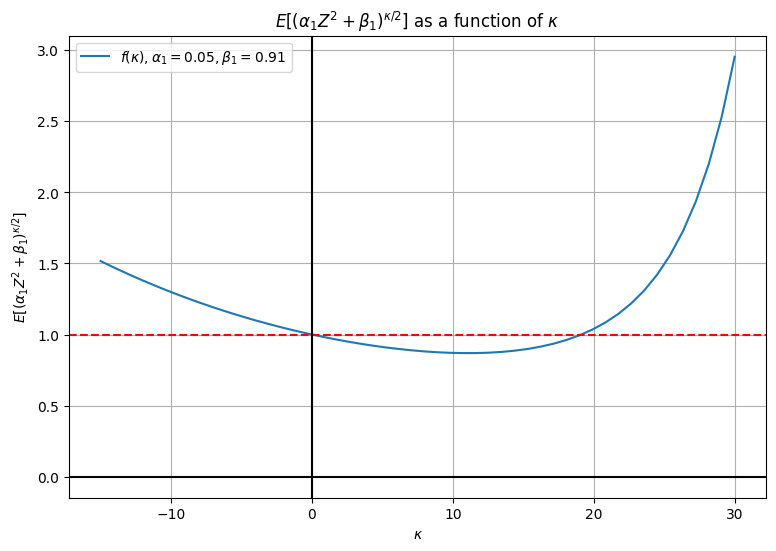 E[(α₁Z² + β₁)^{κ/2}] as a function of κ
f(κ), α₁ = 0.05, β₁ = 0.91
E[(α₁Z² + β₁)^{κ/2}]
3.0
2.5
2.0
1.5
1.0
0.5
0.0
−10 0 10 20 30
κ